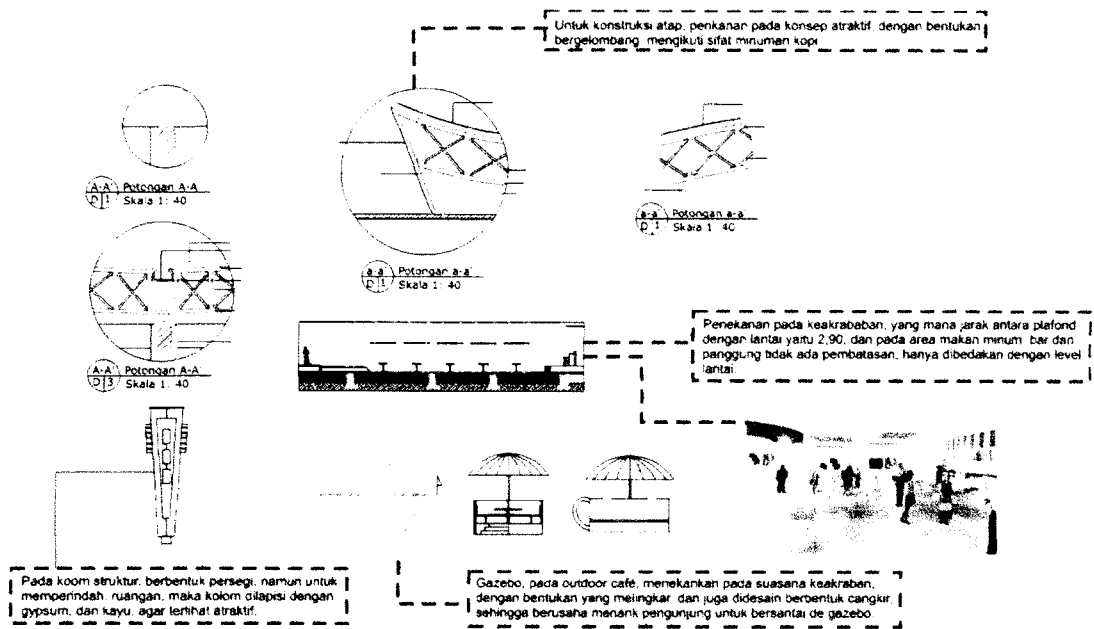 Untuk konstruksi atap, penkanan pada konsep atraktif, dengan bentukan
bergelombang, mengikuti sifat minuman kopi
A-A' Potongan A-A
D 1 Skala 1: 40
a-a' Potongan a-a'
D 1 Skala 1: 40
a-a' Potongan a-a'
D 1 Skala 1: 40
A-A' Potongan A-A'
D 3 Skala 1: 40
Penekanan pada keakrababan, yang mana jarak antara plafond
dengan lantai yaitu 2,90, dan pada area makan minum, bar dan
panggung tidak ada pembatasan, hanya dibedakan dengan level
lantai.
Pada koom struktur, berbentuk persegi, namun untuk
memperindah, ruangan, maka kolom dilapisi dengan
gypsum, dan kayu, agar terlihat atraktif.
Gazebo, pada outdoor café, menekankan pada suasana keakraban,
dengan bentukan yang melingkar, dan juga didesain berbentuk cangkir,
sehingga berusaha menarik pengunjung untuk bersantai de gazebo.